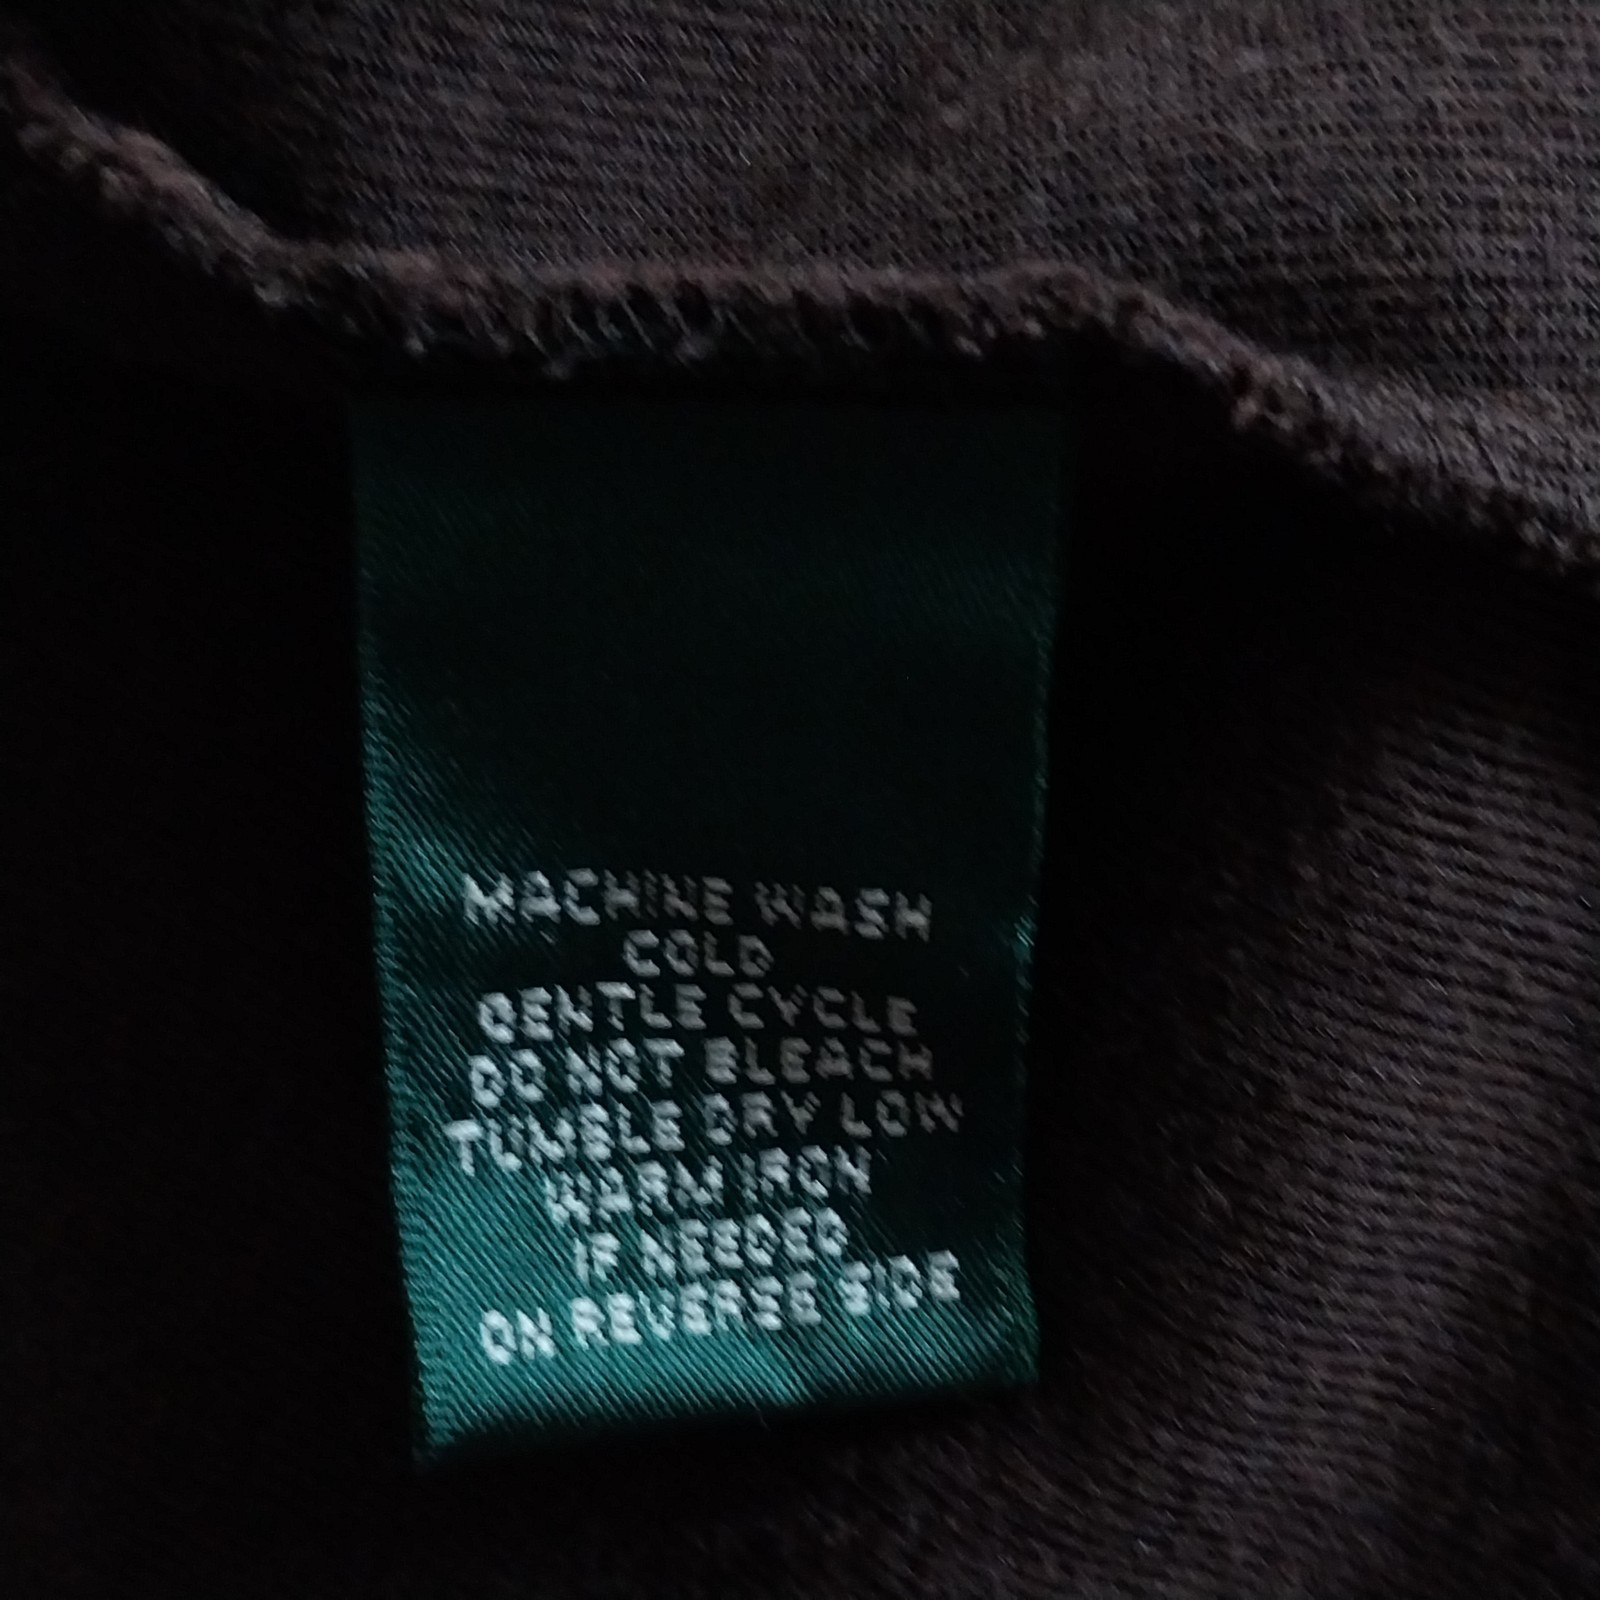 MACHINE WASH
COLD
GENTLE CYCLE
DO NOT BLEACH
TUMBLE DRY LOW
WARM IRON
IF NEEDED
ON REVERSE SIDE